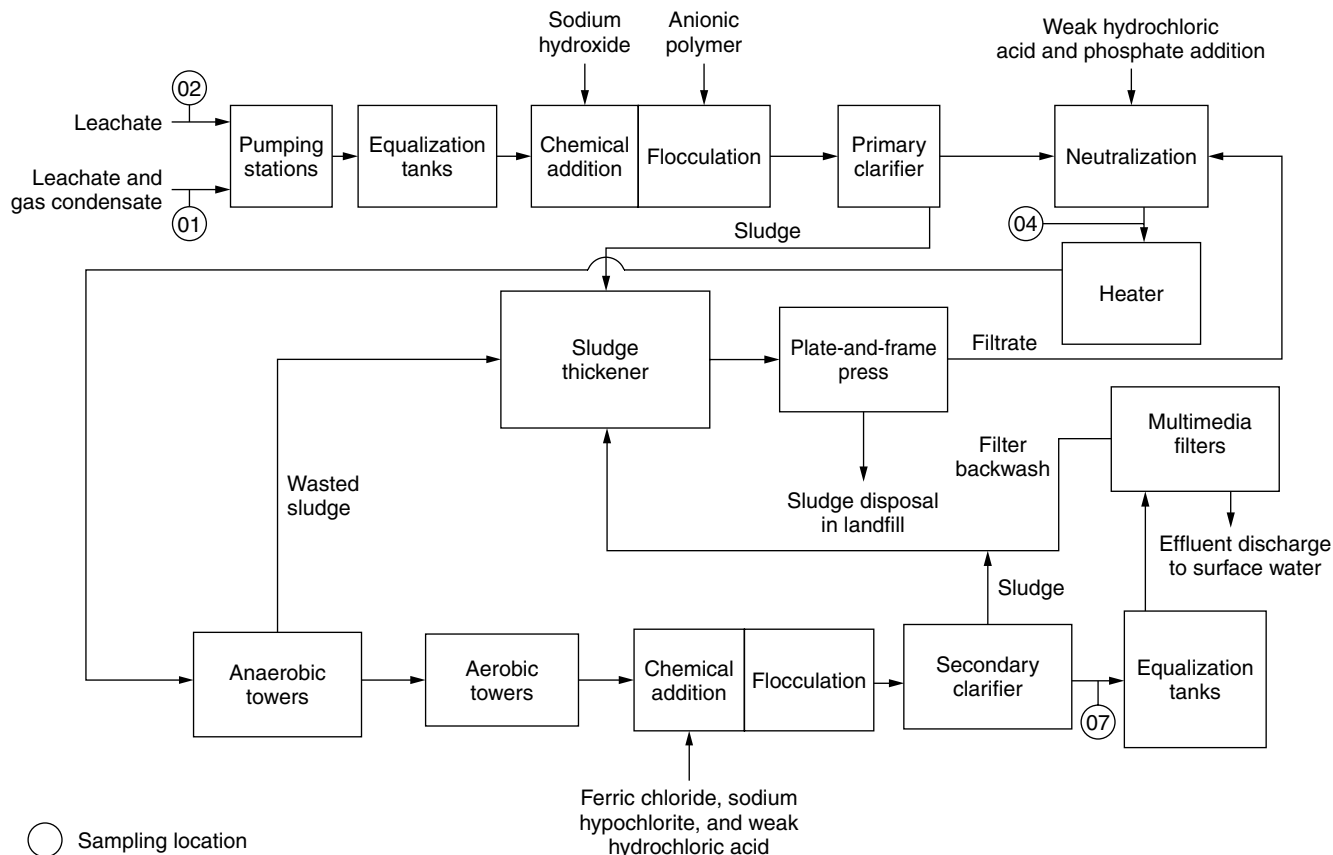 Sodium
hydroxide
Anionic
polymer
Weak hydrochloric
acid and phosphate addition
02
Leachate
Pumping
stations
Equalization
tanks
Chemical
addition
Flocculation
Primary
clarifier
Neutralization
Leachate and
gas condensate
01
Sludge
04
Heater
Sludge
thickener
Plate-and-frame
press
Filtrate
Multimedia
filters
Filter
backwash
Wasted
sludge
Sludge disposal
in landfill
Effluent discharge
to surface water
Sludge
Anaerobic
towers
Aerobic
towers
Chemical
addition
Flocculation
Secondary
clarifier
07
Equalization
tanks
Ferric chloride, sodium
hypochlorite, and weak
hydrochloric acid
Sampling location